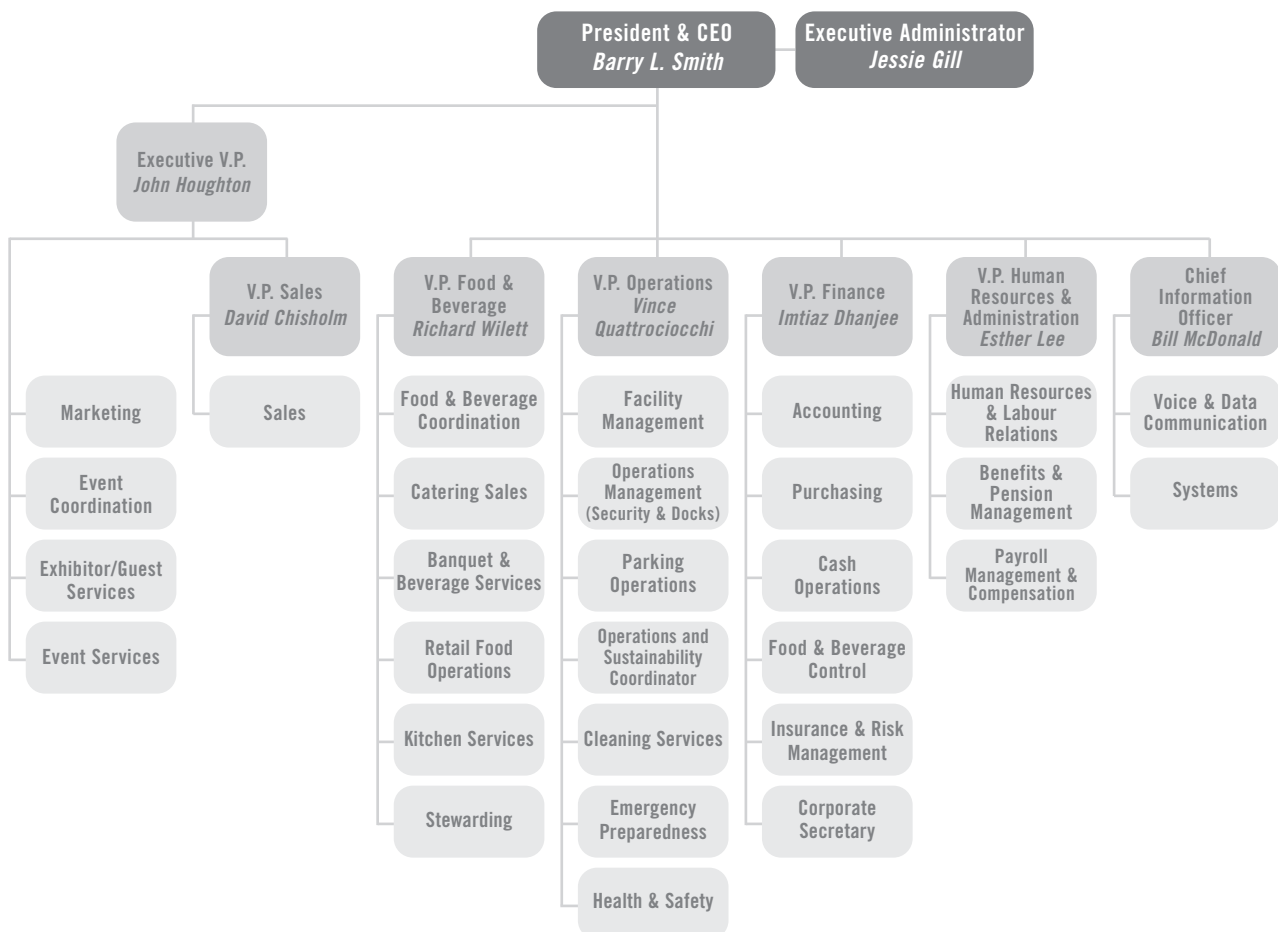 President & CEO
Barry L. Smith
Executive Administrator
Jessie Gill
Executive V.P.
John Houghton
V.P. Sales
David Chisholm
V.P. Food &
Beverage
Richard Wilett
V.P. Operations
Vince
Quattrociocchi
V.P. Finance
Imtiaz Dhanjee
V.P. Human
Resources &
Administration
Esther Lee
Chief
Information
Officer
Bill McDonald
Marketing
Event
Coordination
Exhibitor/Guest
Services
Event Services
Sales
Food & Beverage
Coordination
Catering Sales
Banquet &
Beverage Services
Retail Food
Operations
Kitchen Services
Stewarding
Facility
Management
Operations
Management
(Security & Docks)
Parking
Operations
Operations and
Sustainability
Coordinator
Cleaning Services
Emergency
Preparedness
Health & Safety
Accounting
Purchasing
Cash
Operations
Food & Beverage
Control
Insurance & Risk
Management
Corporate
Secretary
Human Resources
& Labour
Relations
Benefits &
Pension
Management
Payroll
Management &
Compensation
Voice & Data
Communication
Systems